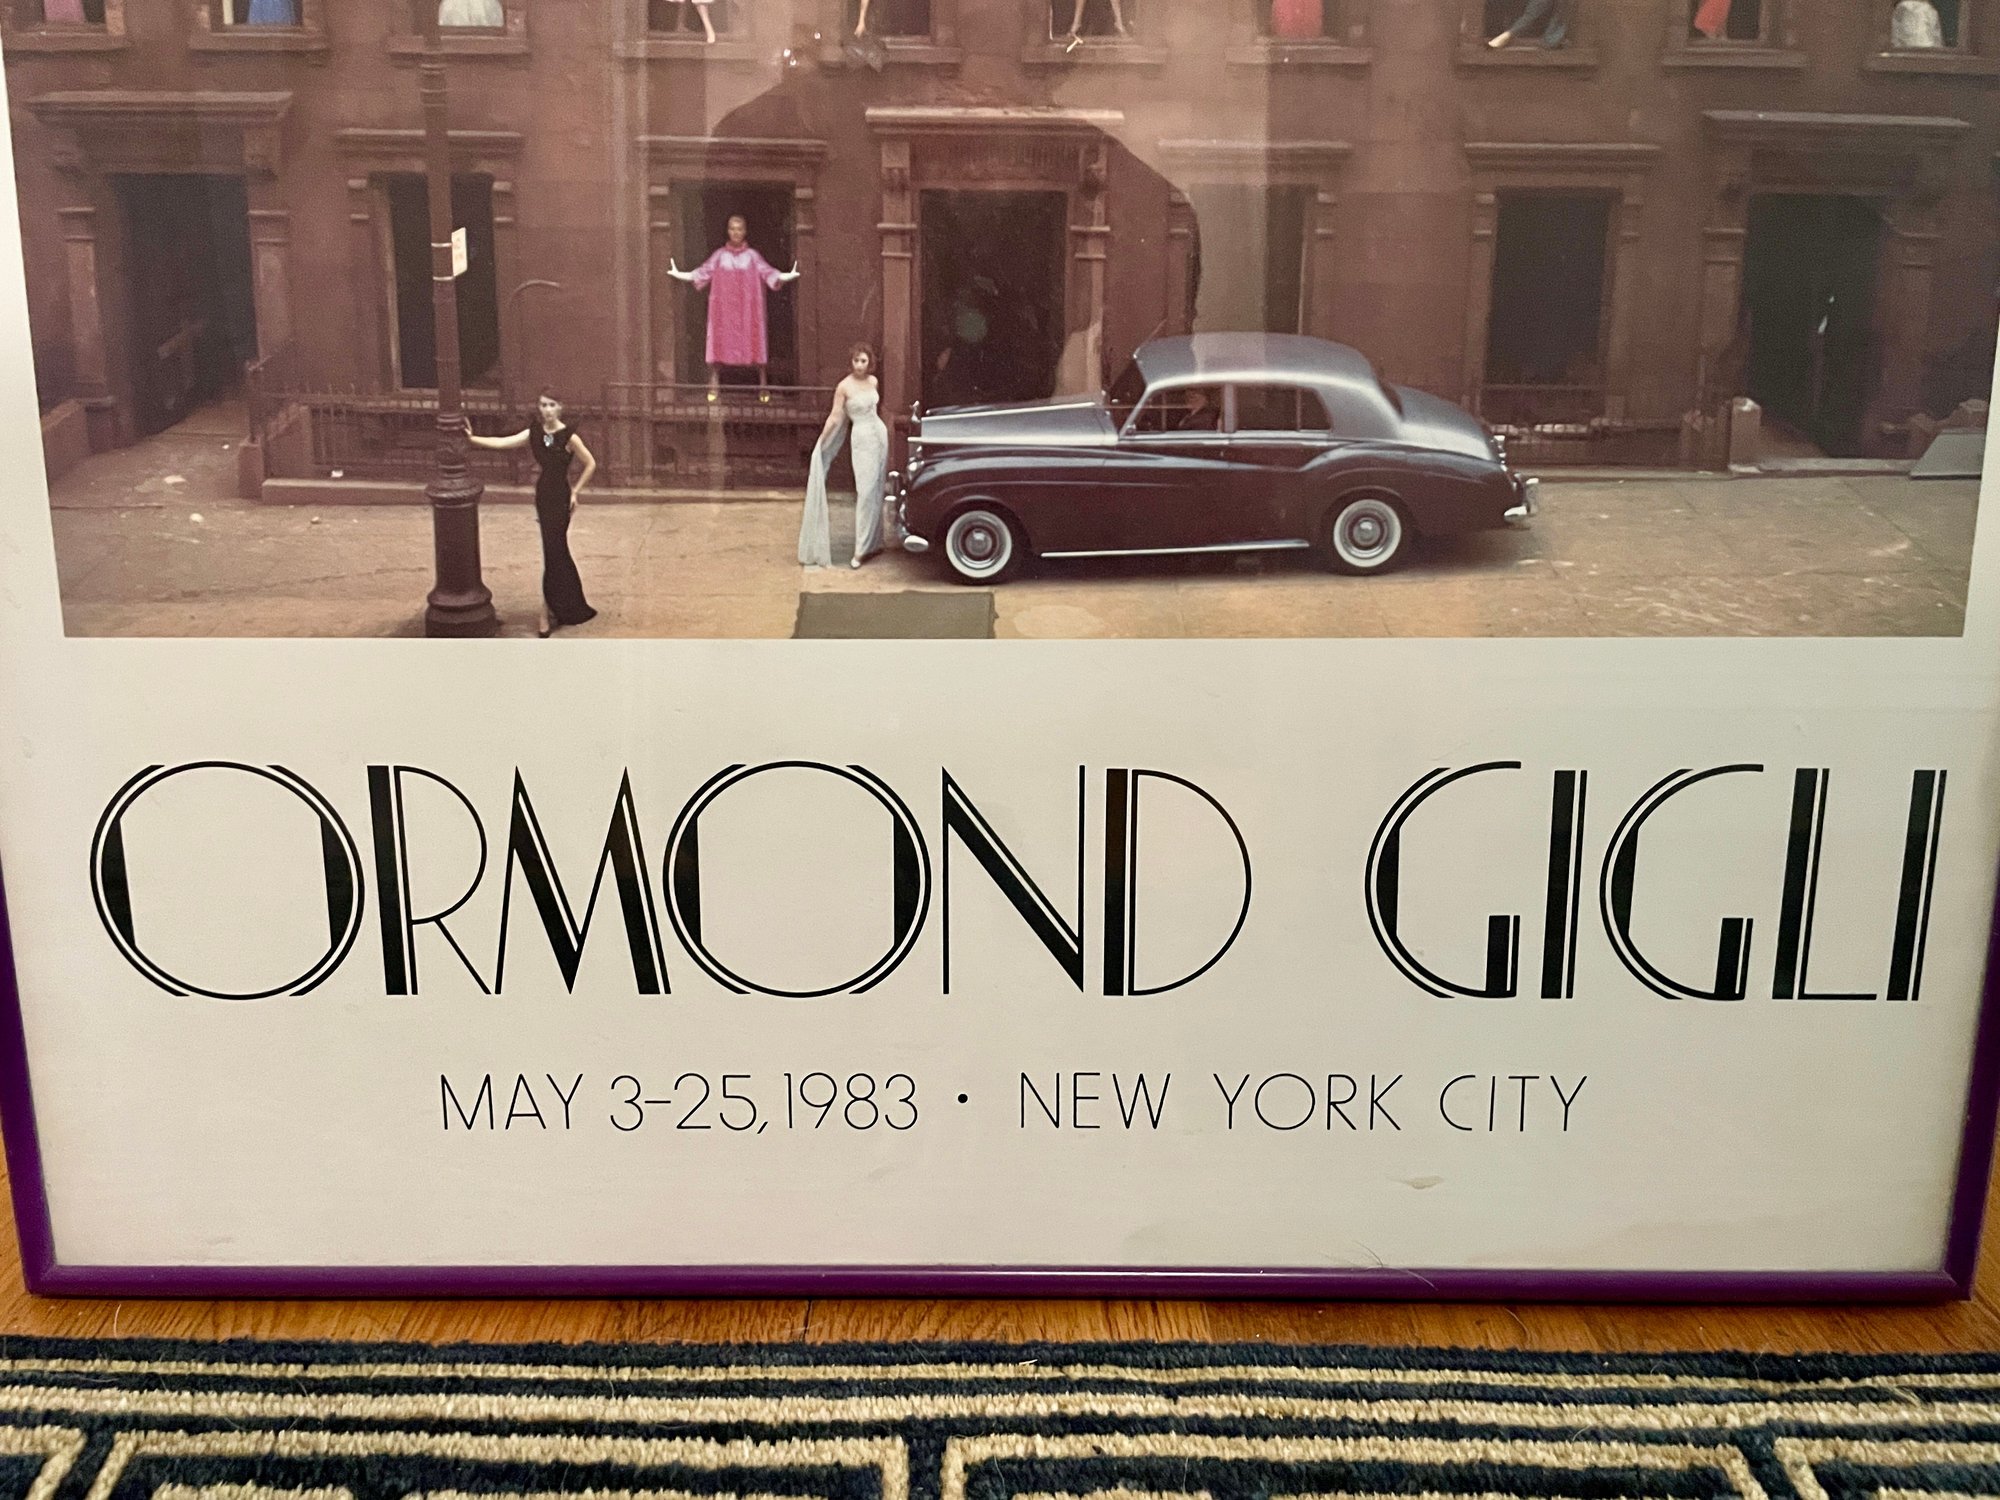 ORMOND GIGLI
MAY 3-25, 1983 • NEW YORK CITY